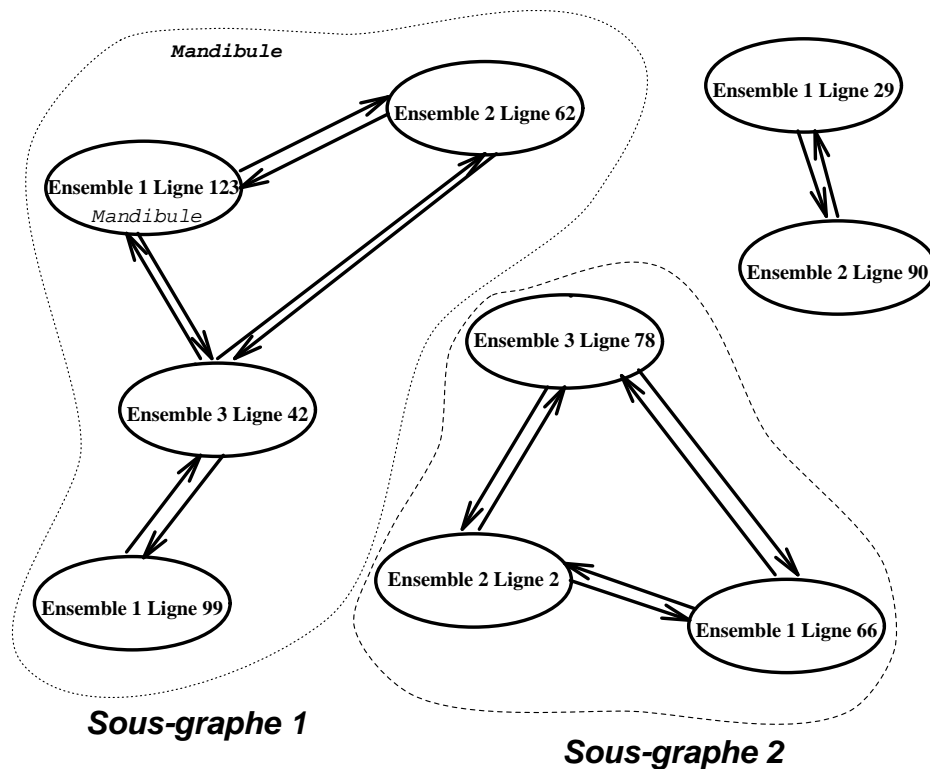 Mandibule
Ensemble 2 Ligne 62
Ensemble 1 Ligne 123
Mandibule
Ensemble 3 Ligne 42
Ensemble 1 Ligne 99
Sous-graphe 1
Ensemble 1 Ligne 29
Ensemble 2 Ligne 90
Ensemble 3 Ligne 78
Ensemble 2 Ligne 2
Ensemble 1 Ligne 66
Sous-graphe 2